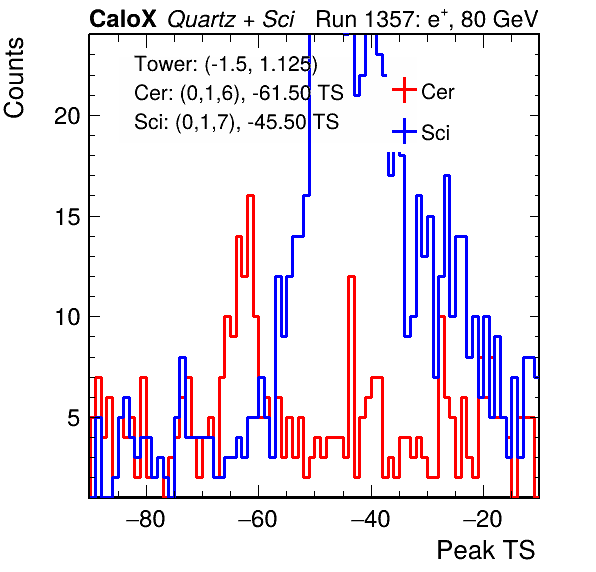 CaloX Quartz + Sci Run 1357: e+, 80 GeV
Counts
Tower: (-1.5, 1.125)
Cer: (0,1,6), -61.50 TS
Sci: (0,1,7), -45.50 TS
Cer
Sci
20
15
10
5
−80 −60 −40 −20
Peak TS